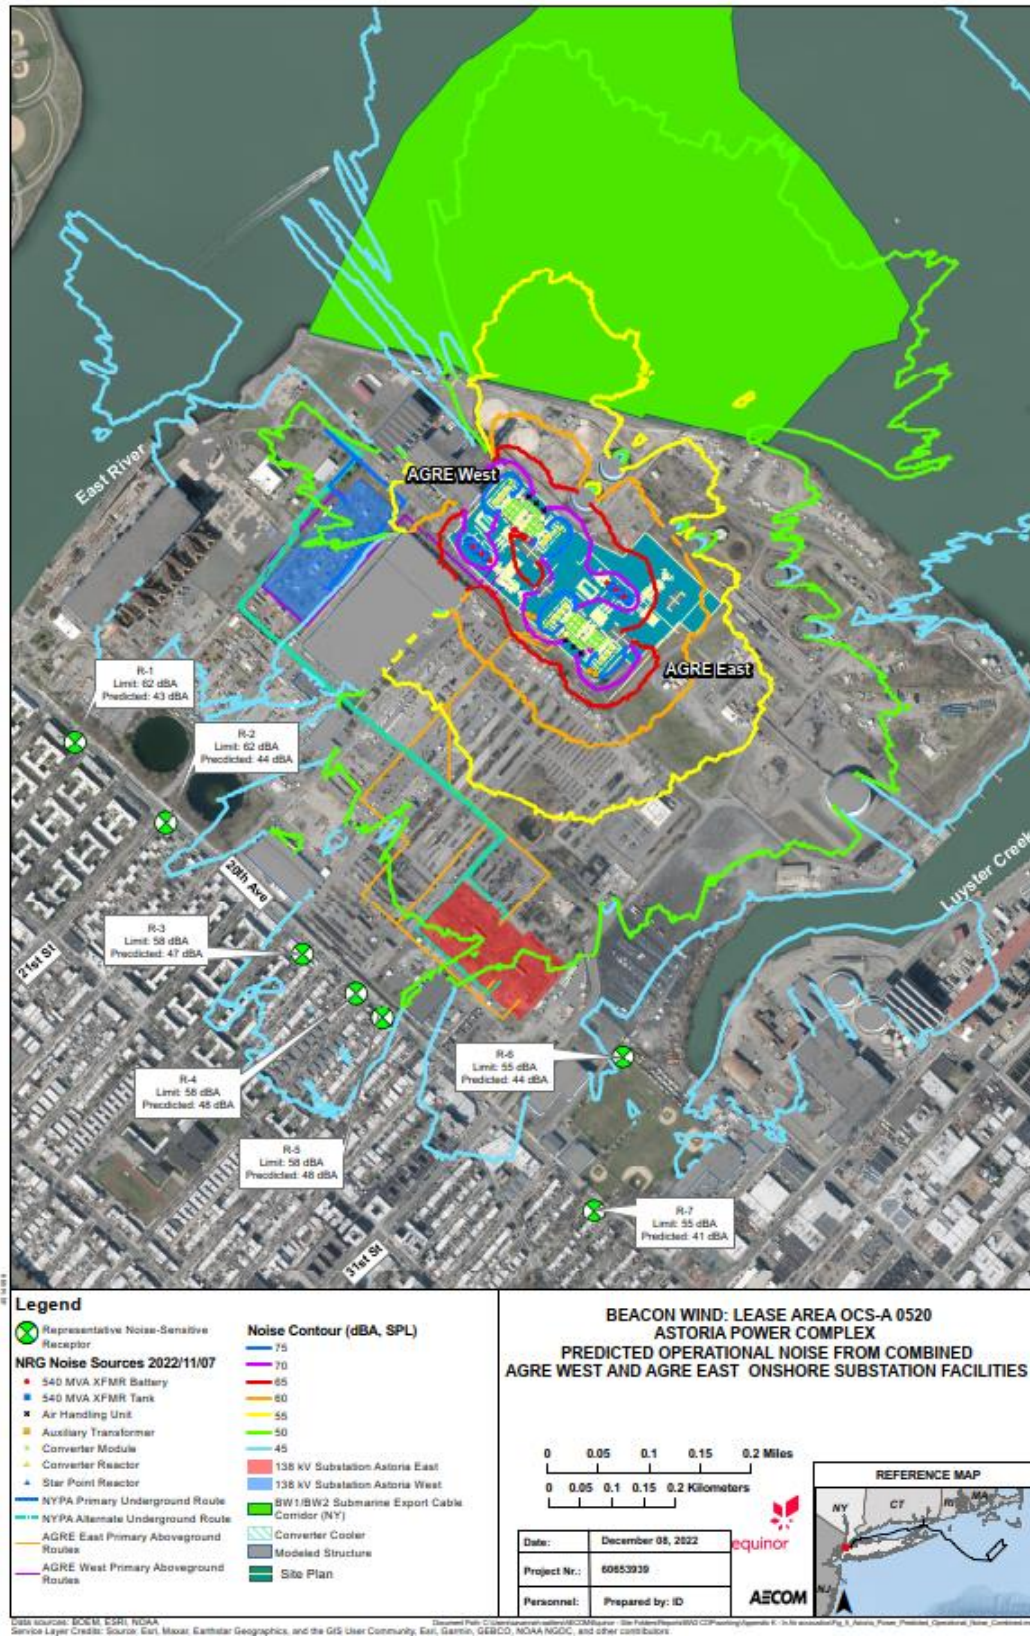 AGRE West
East River
AGRE East
R-1
Limit: 62 dBA
Predicted: 43 dBA
R-2
Limit: 62 dBA
Precdicted: 44 dBA
Luyster Creek
20th Ave
R-3
Limit: 58 dBA
Precdicted: 47 dBA
21st St
R-6
Limit: 55 dBA
Precdicted: 44 dBA
R-4
Limit: 58 dBA
Precdicted: 48 dBA
R-5
Limit: 58 dBA
Precdicted: 48 dBA
R-7
Limit: 55 dBA
Predicted: 41 dBA
31st St
Legend
Representative Noise-Sensitive
Receptor
NRG Noise Sources 2022/11/07
540 MVA XFMR Battery
540 MVA XFMR Tank
Air Handling Unit
Auxiliary Transformer
Converter Module
Converter Reactor
Star Point Reactor
NYPA Primary Underground Route
NYPA Alternate Underground Route
AGRE East Primary Aboveground
Routes
AGRE West Primary Aboveground
Routes
Noise Contour (dBA, SPL)
75
70
65
60
55
50
45
138 kV Substation Astoria East
138 kV Substation Astoria West
BW1/BW2 Submarine Export Cable
Corridor (NY)
Converter Cooler
Modeled Structure
Site Plan
BEACON WIND: LEASE AREA OCS-A 0520
ASTORIA POWER COMPLEX
PREDICTED OPERATIONAL NOISE FROM COMBINED
AGRE WEST AND AGRE EAST ONSHORE SUBSTATION FACILITIES
0 0.05 0.1 0.15 0.2 Miles
0 0.05 0.1 0.15 0.2 Kilometers
equinor
Date: December 08, 2022
Project Nr.: 60653939
Personnel: Prepared by: ID
AECOM
REFERENCE MAP
NY CT RI MA
NJ
Data sources: BOEM, ESRI, NOAA
Service Layer Credits: Source: Esri, Maxar, Earthstar Geographics, and the GIS User Community, Esri, Garmin, GEBCO, NOAA NGDC, and other contributors